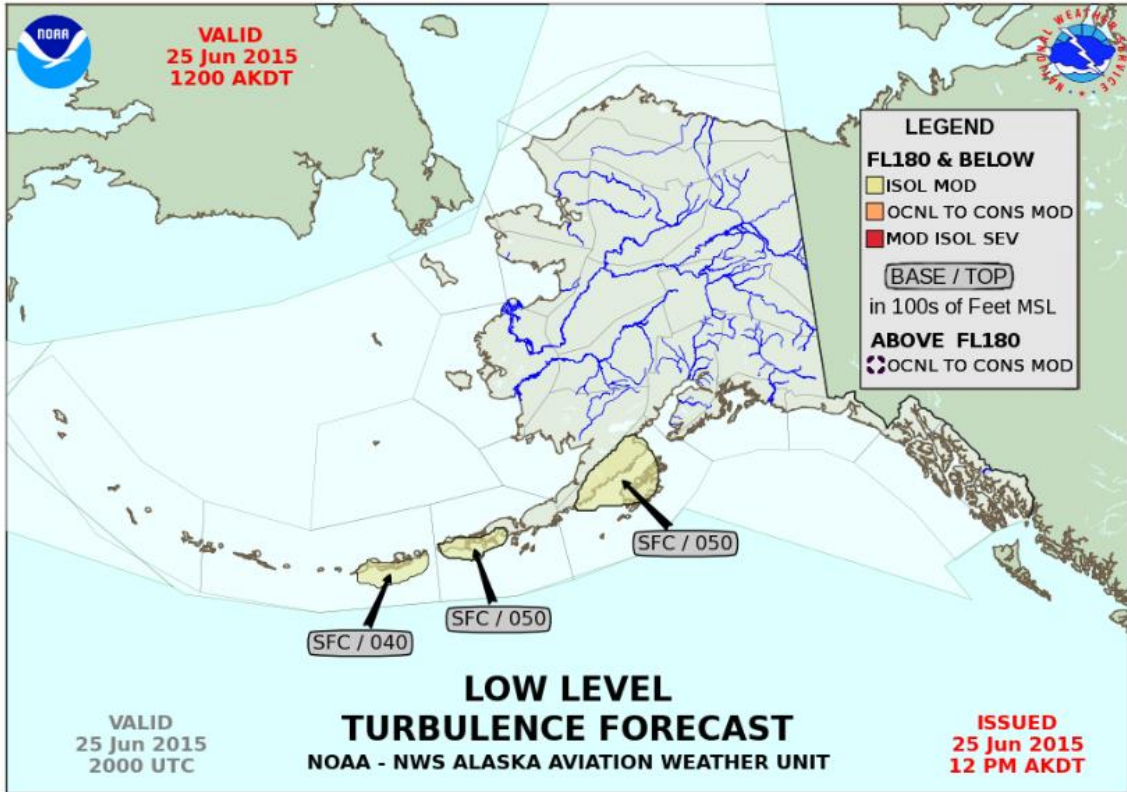 NOAA
VALID
25 Jun 2015
1200 AKDT
NATIONAL WEATHER SERVICE
LEGEND
FL180 & BELOW
ISOL MOD
OCNL TO CONS MOD
MOD ISOL SEV
BASE / TOP
in 100s of Feet MSL
ABOVE FL180
OCNL TO CONS MOD
SFC / 050
SFC / 050
SFC / 040
LOW LEVEL
TURBULENCE FORECAST
NOAA - NWS ALASKA AVIATION WEATHER UNIT
VALID
25 Jun 2015
2000 UTC
ISSUED
25 Jun 2015
12 PM AKDT